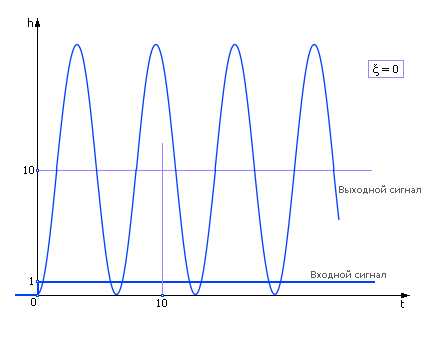 h
ξ = 0
10
Выходной сигнал
1
Входной сигнал
0
10
t